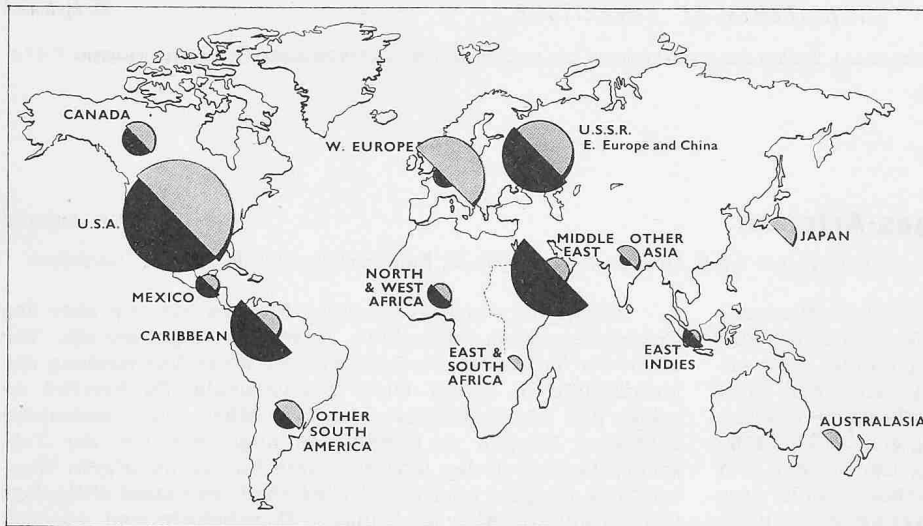 CANADA
W. EUROPE
U.S.S.R.
E. Europe and China
U.S.A.
MEXICO
CARIBBEAN
NORTH
& WEST
AFRICA
MIDDLE
EAST
OTHER
ASIA
JAPAN
EAST &
SOUTH
AFRICA
EAST
INDIES
OTHER
SOUTH
AMERICA
AUSTRALASIA